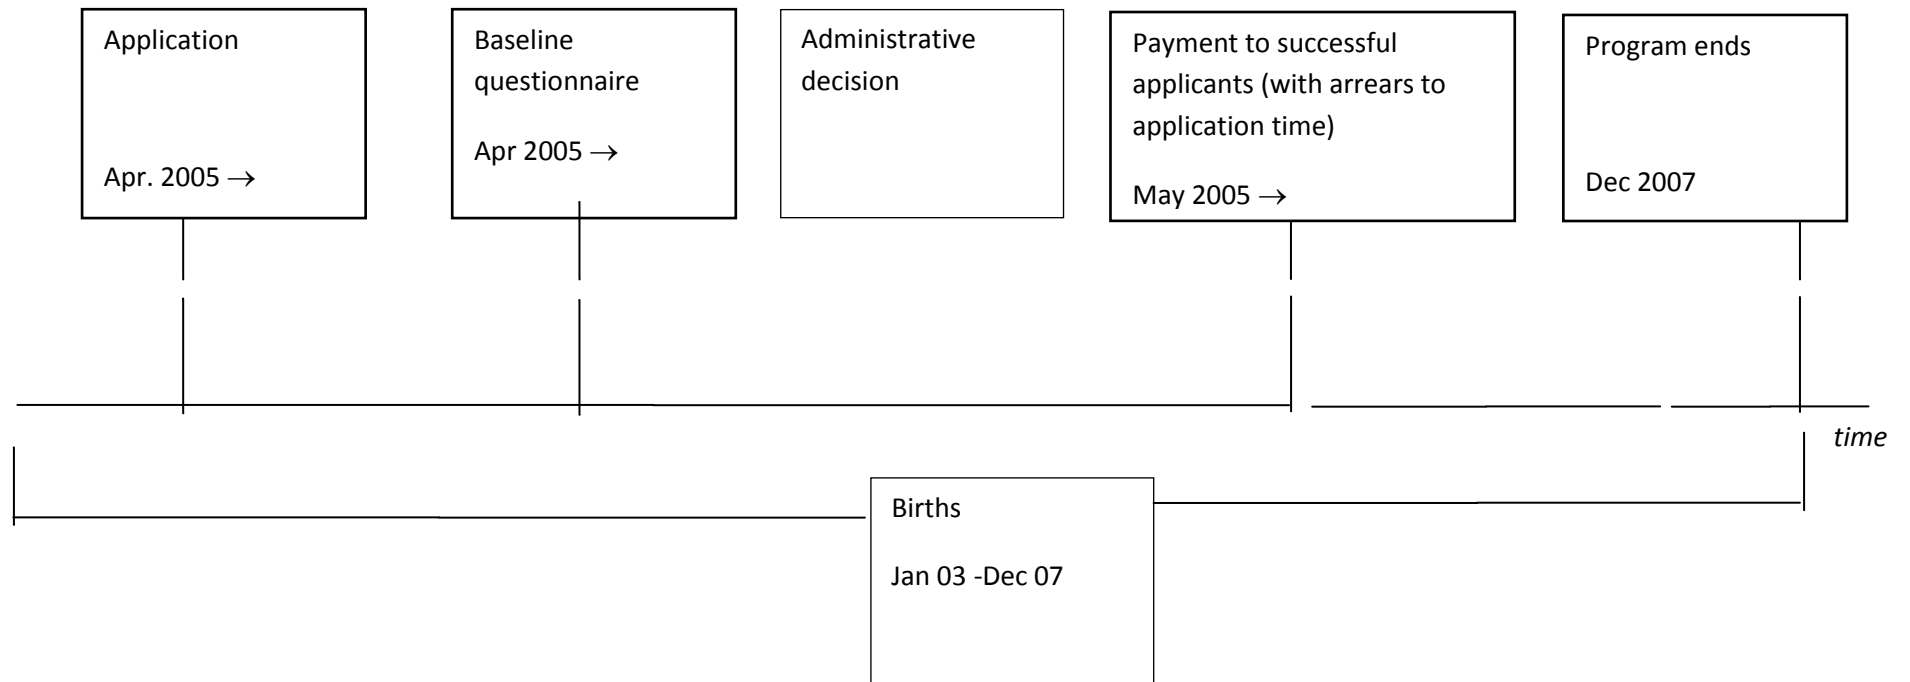 Application
Apr. 2005 →
Baseline
questionnaire
Apr 2005 →
Administrative
decision
Payment to successful
applicants (with arrears to
application time)
May 2005 →
Program ends
Dec 2007
time
Births
Jan 03 -Dec 07